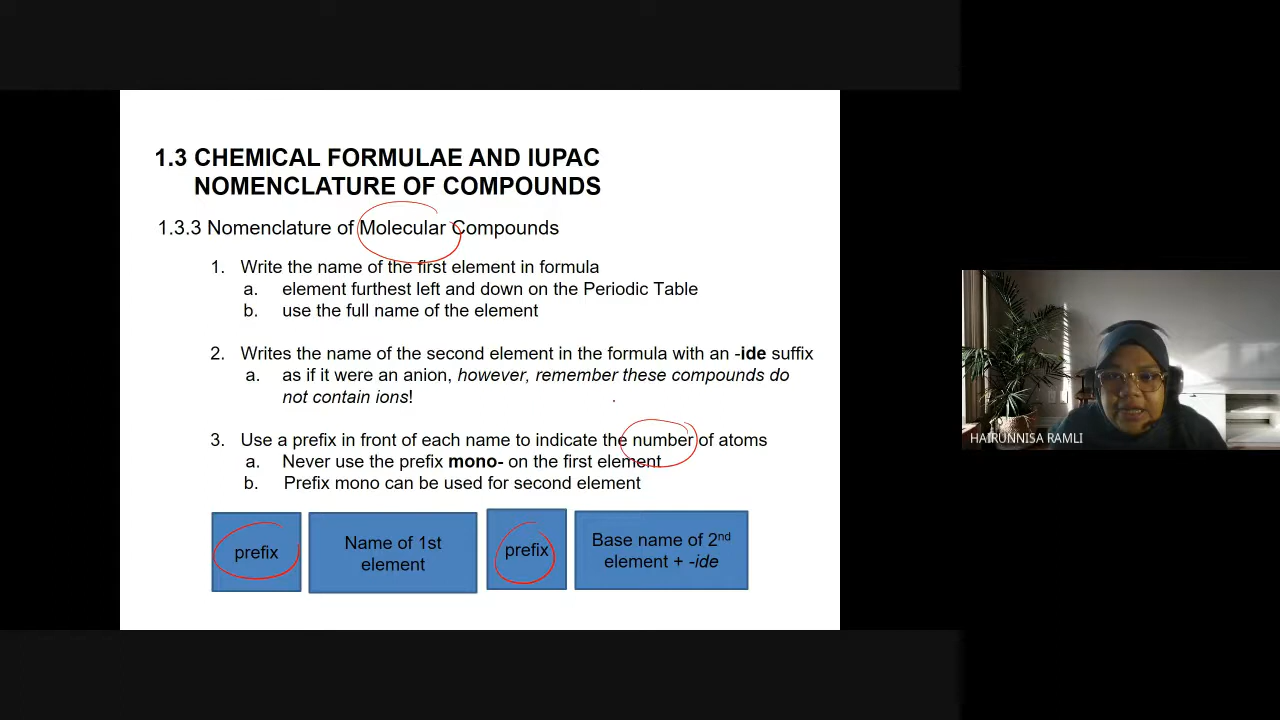 1.3 CHEMICAL FORMULAE AND IUPAC
NOMENCLATURE OF COMPOUNDS
1.3.3 Nomenclature of Molecular Compounds
1. Write the name of the first element in formula
a. element furthest left and down on the Periodic Table
b. use the full name of the element
2. Writes the name of the second element in the formula with an -ide suffix
a. as if it were an anion, however, remember these compounds do
not contain ions!
3. Use a prefix in front of each name to indicate the number of atoms
a. Never use the prefix mono- on the first element
b. Prefix mono can be used for second element
prefix
Name of 1st
element
prefix
Base name of 2nd
element + -ide
HAIRUNNISA RAMLI